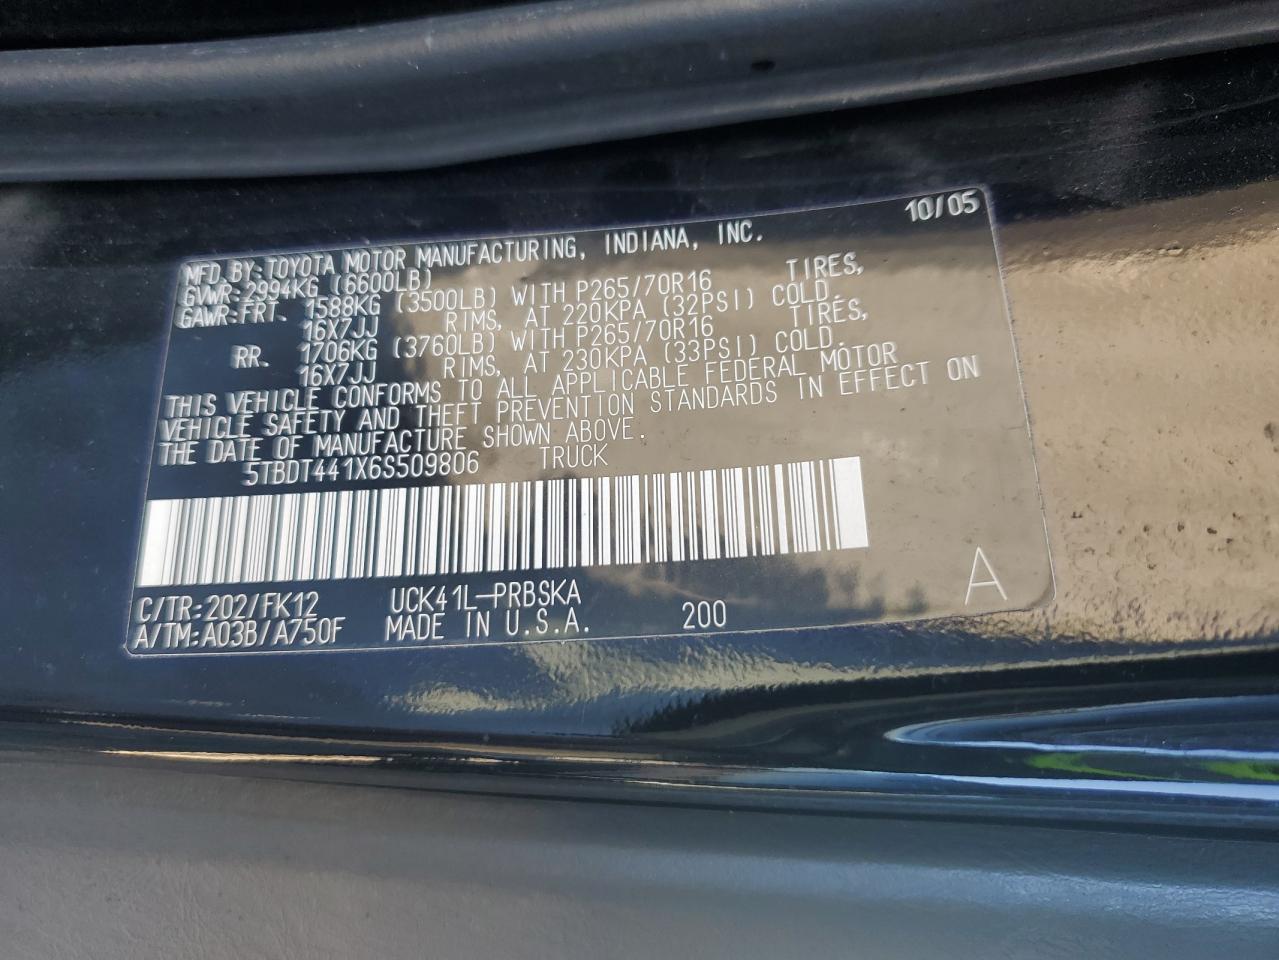 10/05
MFD.BY:TOYOTA MOTOR MANUFACTURING, INDIANA, INC.
GVWR:2994KG (6600LB)
GAWR:FRT. 1588KG (3500LB) WITH P265/70R16 TIRES,
16X7JJ RIMS, AT 220KPA (32PSI) COLD.
RR. 1706KG (3760LB) WITH P265/70R16 TIRES,
16X7JJ RIMS, AT 230KPA (33PSI) COLD.
THIS VEHICLE CONFORMS TO ALL APPLICABLE FEDERAL MOTOR
VEHICLE SAFETY AND THEFT PREVENTION STANDARDS IN EFFECT ON
THE DATE OF MANUFACTURE SHOWN ABOVE.
5TBDT441X6S509806 TRUCK
A
C/TR:202/FK12 UCK41L-PRBSKA
A/TM:A03B/A750F MADE IN U.S.A. 200